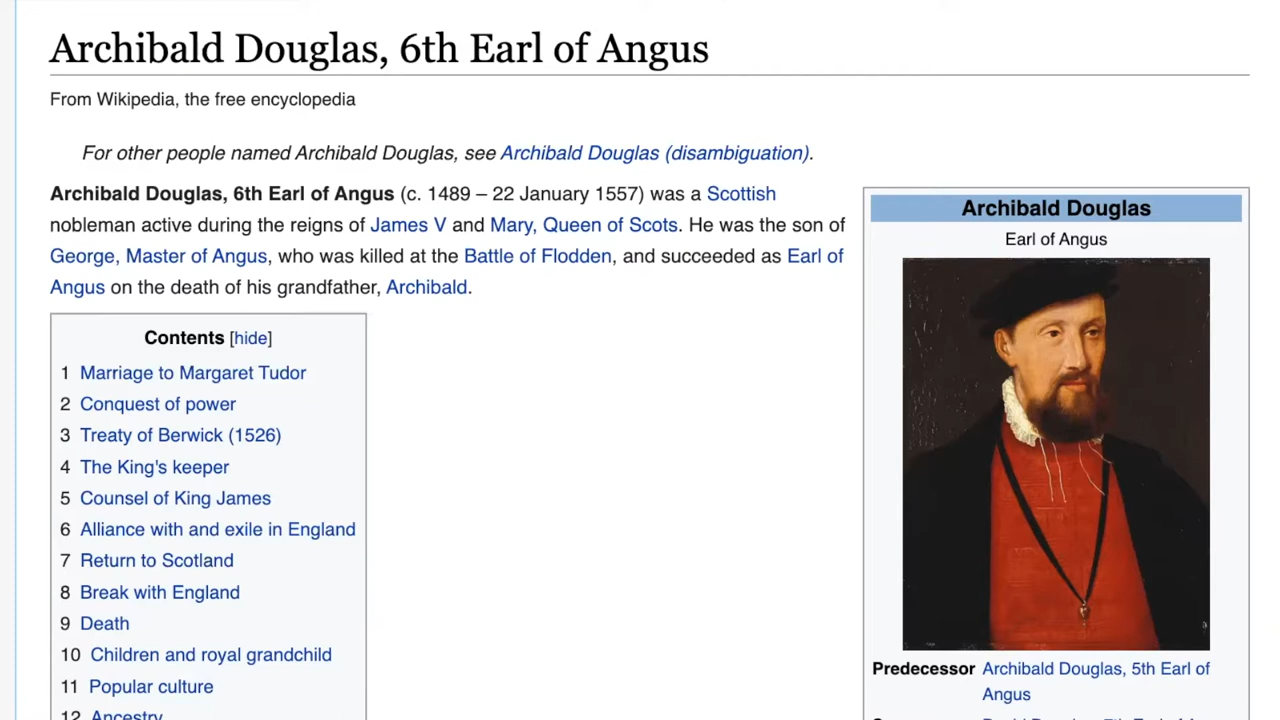 Archibald Douglas, 6th Earl of Angus
From Wikipedia, the free encyclopedia
For other people named Archibald Douglas, see Archibald Douglas (disambiguation).
Archibald Douglas, 6th Earl of Angus (c. 1489 – 22 January 1557) was a Scottish
nobleman active during the reigns of James V and Mary, Queen of Scots. He was the son of
George, Master of Angus, who was killed at the Battle of Flodden, and succeeded as Earl of
Angus on the death of his grandfather, Archibald.
Contents [hide]
1 Marriage to Margaret Tudor
2 Conquest of power
3 Treaty of Berwick (1526)
4 The King's keeper
5 Counsel of King James
6 Alliance with and exile in England
7 Return to Scotland
8 Break with England
9 Death
10 Children and royal grandchild
11 Popular culture
12 Ancestry
Archibald Douglas
Earl of Angus
Predecessor Archibald Douglas, 5th Earl of
Angus